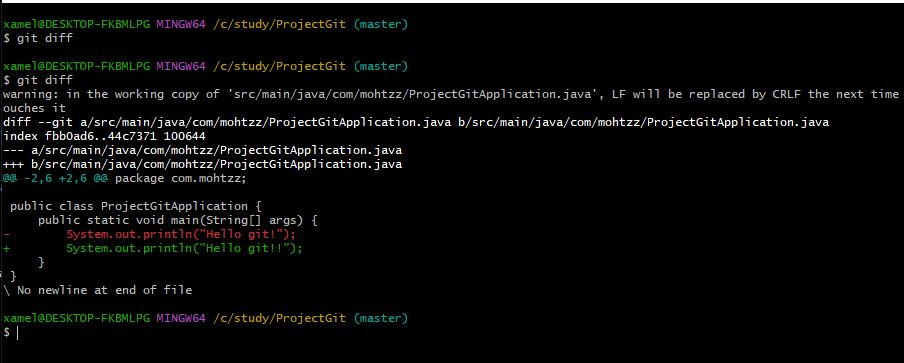 xamel@DESKTOP-FKBMLPG MINGW64 /c/study/ProjectGit (master)
$ git diff
xamel@DESKTOP-FKBMLPG MINGW64 /c/study/ProjectGit (master)
$ git diff
warning: in the working copy of 'src/main/java/com/mohtzz/ProjectGitApplication.java', LF will be replaced by CRLF the next time
ouches it
diff --git a/src/main/java/com/mohtzz/ProjectGitApplication.java b/src/main/java/com/mohtzz/ProjectGitApplication.java
index fbb0ad6..44c7371 100644
--- a/src/main/java/com/mohtzz/ProjectGitApplication.java
+++ b/src/main/java/com/mohtzz/ProjectGitApplication.java
@@ -2,6 +2,6 @@ package com.mohtzz;
 public class ProjectGitApplication {
     public static void main(String[] args) {
-        System.out.println("Hello git!");
+        System.out.println("Hello git!!");
     }
 }
\ No newline at end of file
xamel@DESKTOP-FKBMLPG MINGW64 /c/study/ProjectGit (master)
$